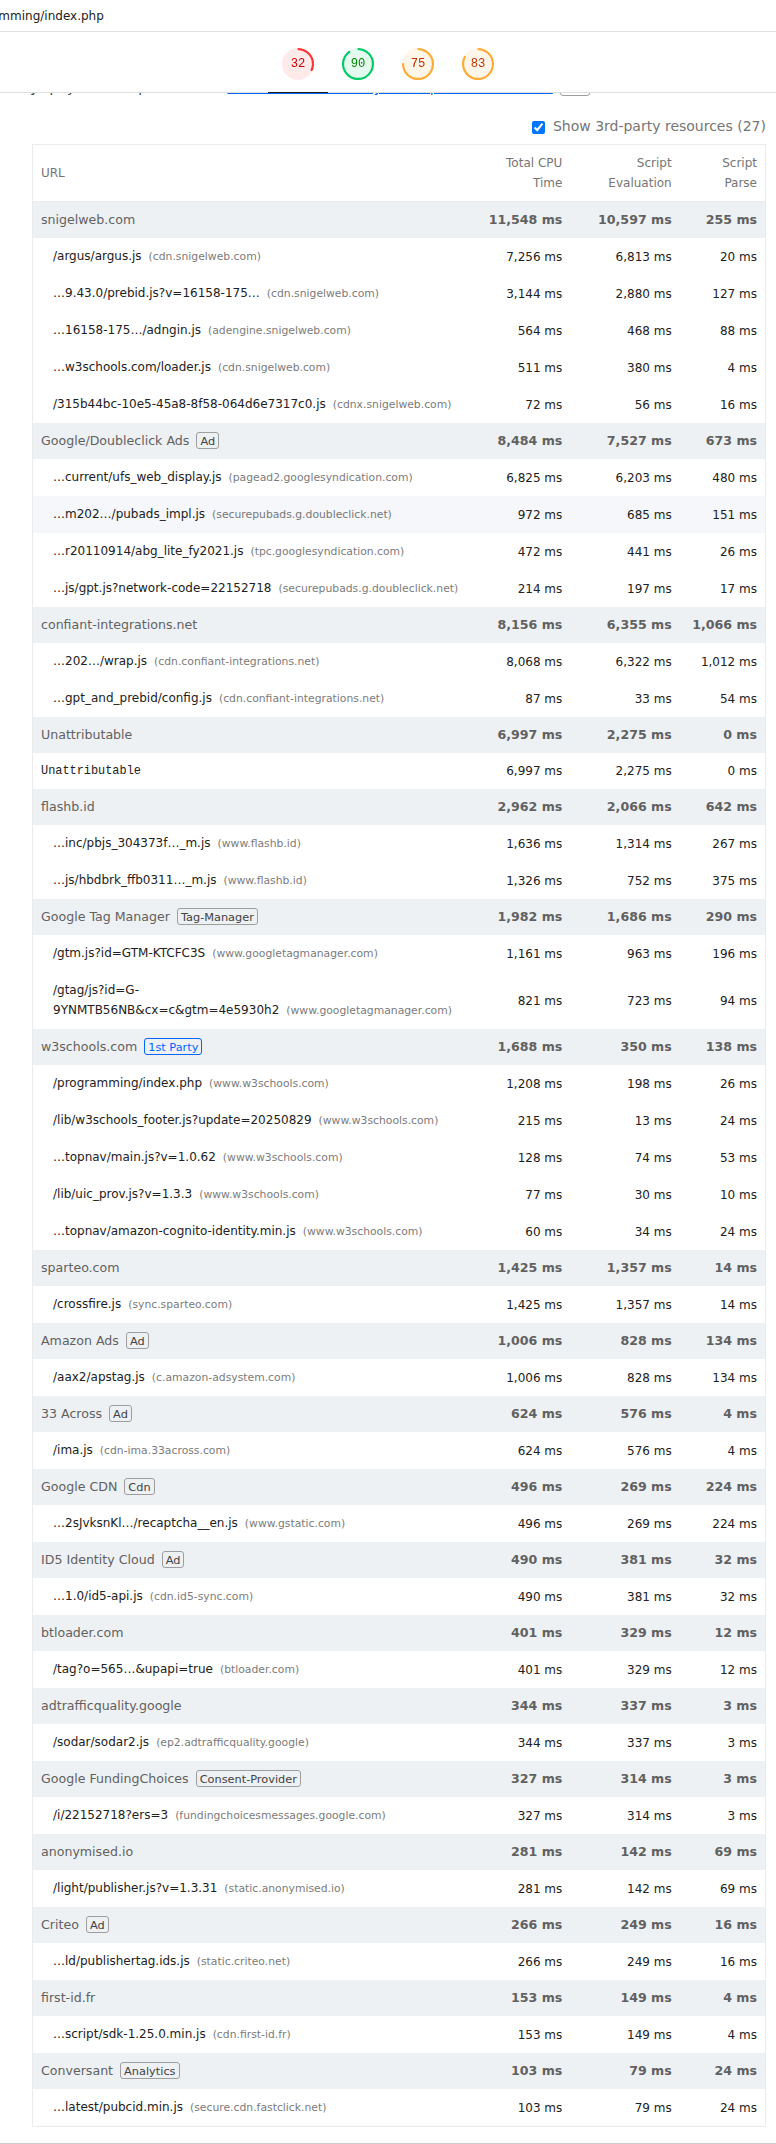 mming/index.php
32 90 75 83
Show 3rd-party resources (27)
URL Total CPU Time Script Evaluation Script Parse
snigelweb.com 11,548 ms 10,597 ms 255 ms
/argus/argus.js (cdn.snigelweb.com) 7,256 ms 6,813 ms 20 ms
…9.43.0/prebid.js?v=16158-175… (cdn.snigelweb.com) 3,144 ms 2,880 ms 127 ms
…16158-175…/adngin.js (adengine.snigelweb.com) 564 ms 468 ms 88 ms
…w3schools.com/loader.js (cdn.snigelweb.com) 511 ms 380 ms 4 ms
/315b44bc-10e5-45a8-8f58-064d6e7317c0.js (cdnx.snigelweb.com) 72 ms 56 ms 16 ms
Google/Doubleclick Ads Ad 8,484 ms 7,527 ms 673 ms
…current/ufs_web_display.js (pagead2.googlesyndication.com) 6,825 ms 6,203 ms 480 ms
…m202…/pubads_impl.js (securepubads.g.doubleclick.net) 972 ms 685 ms 151 ms
…r20110914/abg_lite_fy2021.js (tpc.googlesyndication.com) 472 ms 441 ms 26 ms
…js/gpt.js?network-code=22152718 (securepubads.g.doubleclick.net) 214 ms 197 ms 17 ms
confiant-integrations.net 8,156 ms 6,355 ms 1,066 ms
…202…/wrap.js (cdn.confiant-integrations.net) 8,068 ms 6,322 ms 1,012 ms
…gpt_and_prebid/config.js (cdn.confiant-integrations.net) 87 ms 33 ms 54 ms
Unattributable 6,997 ms 2,275 ms 0 ms
Unattributable 6,997 ms 2,275 ms 0 ms
flashb.id 2,962 ms 2,066 ms 642 ms
…inc/pbjs_304373f…_m.js (www.flashb.id) 1,636 ms 1,314 ms 267 ms
…js/hbdbrk_ffb0311…_m.js (www.flashb.id) 1,326 ms 752 ms 375 ms
Google Tag Manager Tag-Manager 1,982 ms 1,686 ms 290 ms
/gtm.js?id=GTM-KTCFC3S (www.googletagmanager.com) 1,161 ms 963 ms 196 ms
/gtag/js?id=G-
9YNMTB56NB&cx=c&gtm=4e5930h2 (www.googletagmanager.com) 821 ms 723 ms 94 ms
w3schools.com 1st Party 1,688 ms 350 ms 138 ms
/programming/index.php (www.w3schools.com) 1,208 ms 198 ms 26 ms
/lib/w3schools_footer.js?update=20250829 (www.w3schools.com) 215 ms 13 ms 24 ms
…topnav/main.js?v=1.0.62 (www.w3schools.com) 128 ms 74 ms 53 ms
/lib/uic_prov.js?v=1.3.3 (www.w3schools.com) 77 ms 30 ms 10 ms
…topnav/amazon-cognito-identity.min.js (www.w3schools.com) 60 ms 34 ms 24 ms
sparteo.com 1,425 ms 1,357 ms 14 ms
/crossfire.js (sync.sparteo.com) 1,425 ms 1,357 ms 14 ms
Amazon Ads Ad 1,006 ms 828 ms 134 ms
/aax2/apstag.js (c.amazon-adsystem.com) 1,006 ms 828 ms 134 ms
33 Across Ad 624 ms 576 ms 4 ms
/ima.js (cdn-ima.33across.com) 624 ms 576 ms 4 ms
Google CDN Cdn 496 ms 269 ms 224 ms
…2sJvksnKl…/recaptcha__en.js (www.gstatic.com) 496 ms 269 ms 224 ms
ID5 Identity Cloud Ad 490 ms 381 ms 32 ms
…1.0/id5-api.js (cdn.id5-sync.com) 490 ms 381 ms 32 ms
btloader.com 401 ms 329 ms 12 ms
/tag?o=565…&upapi=true (btloader.com) 401 ms 329 ms 12 ms
adtrafficquality.google 344 ms 337 ms 3 ms
/sodar/sodar2.js (ep2.adtrafficquality.google) 344 ms 337 ms 3 ms
Google FundingChoices Consent-Provider 327 ms 314 ms 3 ms
/i/22152718?ers=3 (fundingchoicesmessages.google.com) 327 ms 314 ms 3 ms
anonymised.io 281 ms 142 ms 69 ms
/light/publisher.js?v=1.3.31 (static.anonymised.io) 281 ms 142 ms 69 ms
Criteo Ad 266 ms 249 ms 16 ms
…ld/publishertag.ids.js (static.criteo.net) 266 ms 249 ms 16 ms
first-id.fr 153 ms 149 ms 4 ms
…script/sdk-1.25.0.min.js (cdn.first-id.fr) 153 ms 149 ms 4 ms
Conversant Analytics 103 ms 79 ms 24 ms
…latest/pubcid.min.js (secure.cdn.fastclick.net) 103 ms 79 ms 24 ms